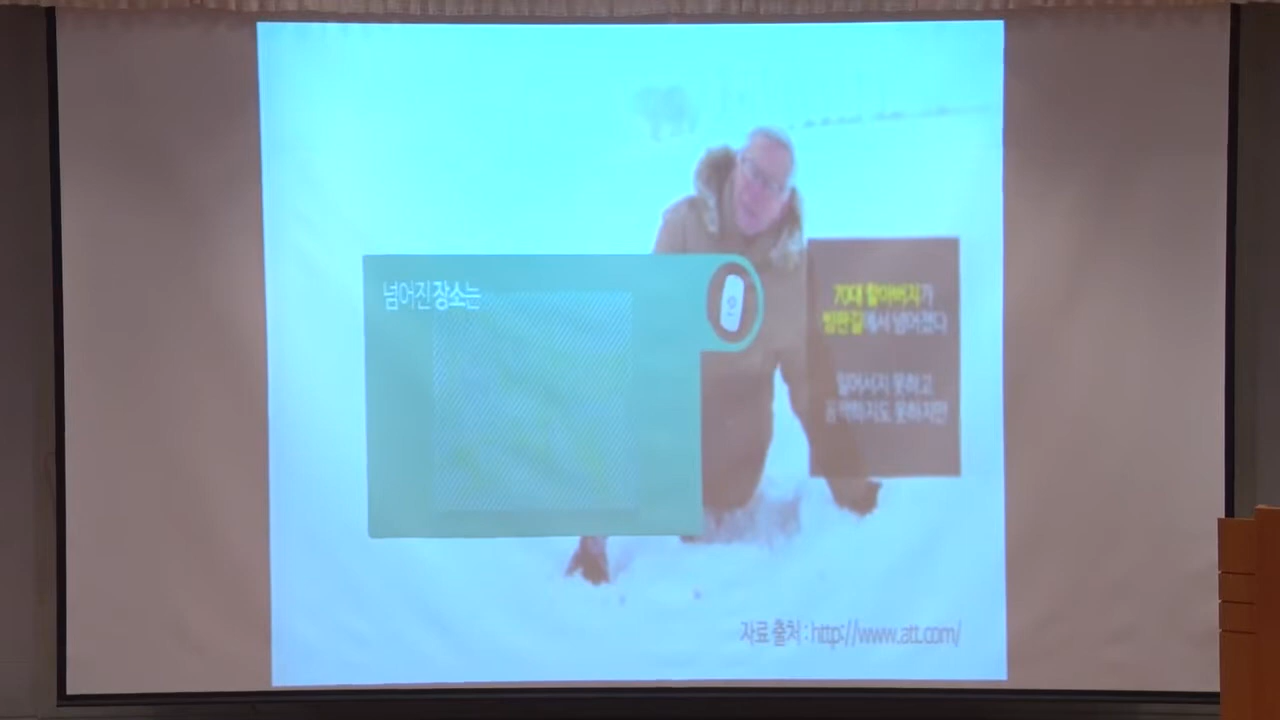 넘어진 장소는
70대 할아버지가
빙판길에서 넘어졌다
일어서지 못하고
움직이지도 못하지만
자료 출처 : http://www.att.com/